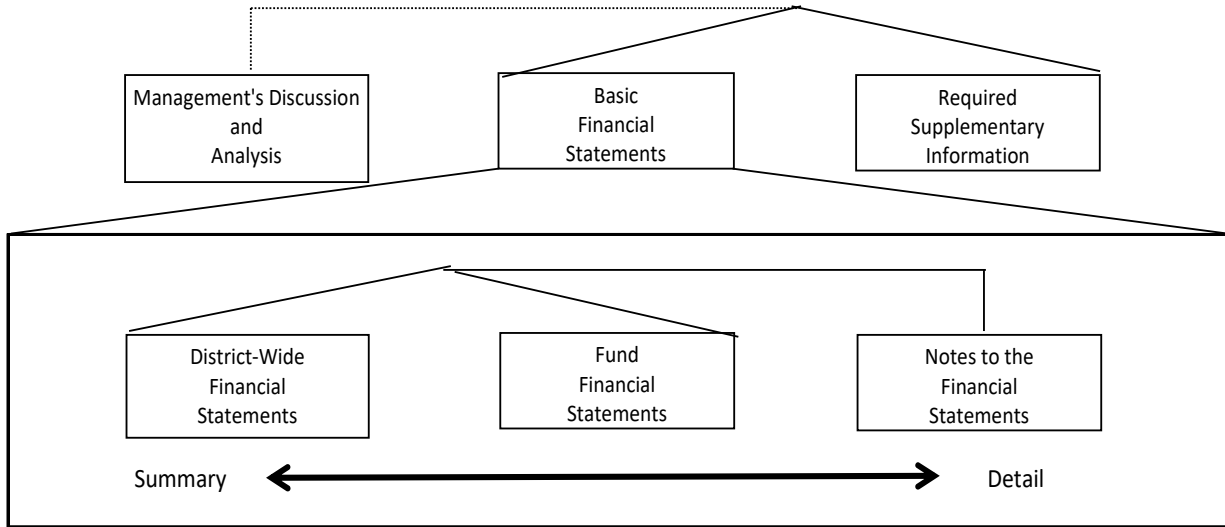 Management's Discussion
and
Analysis
Basic
Financial
Statements
Required
Supplementary
Information
District-Wide
Financial
Statements
Fund
Financial
Statements
Notes to the
Financial
Statements
Summary
Detail